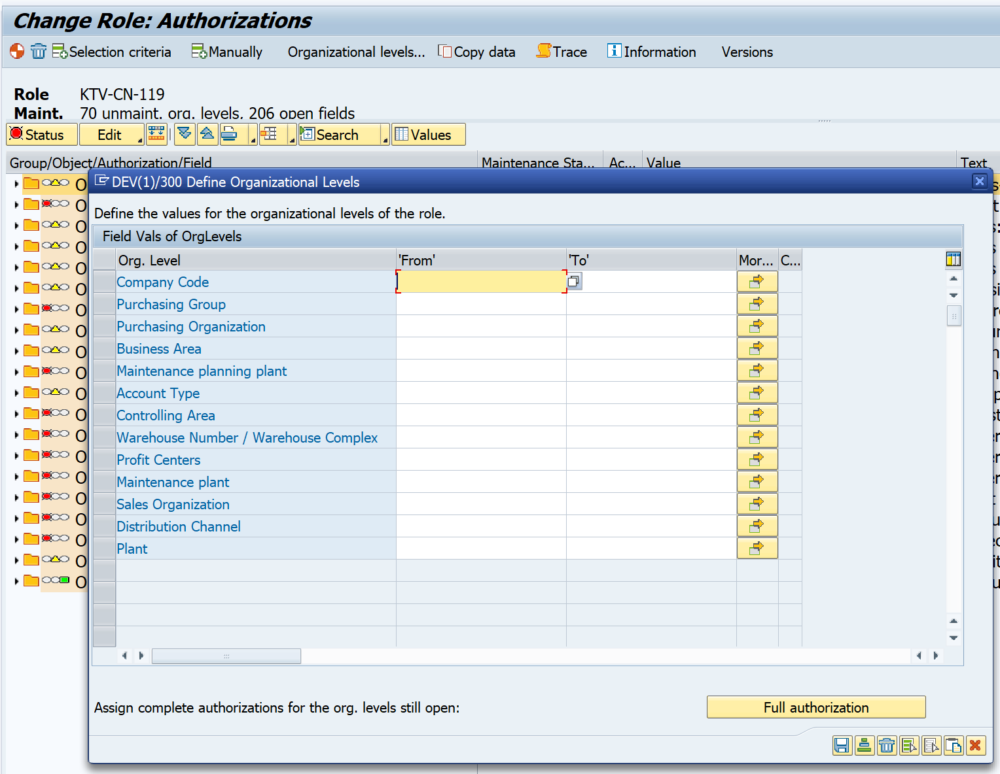 Change Role: Authorizations
Selection criteria Manually Organizational levels... Copy data Trace Information Versions
Role KTV-CN-119
Maint. 70 unmaint. org. levels, 206 open fields
Status Edit Search Values
Group/Object/Authorization/Field Maintenance Sta... Ac... Value Text
DEV(1)/300 Define Organizational Levels
Define the values for the organizational levels of the role.
Field Vals of OrgLevels
Org. Level 'From' 'To' Mor... C...
Company Code
Purchasing Group
Purchasing Organization
Business Area
Maintenance planning plant
Account Type
Controlling Area
Warehouse Number / Warehouse Complex
Profit Centers
Maintenance plant
Sales Organization
Distribution Channel
Plant
Assign complete authorizations for the org. levels still open: Full authorization